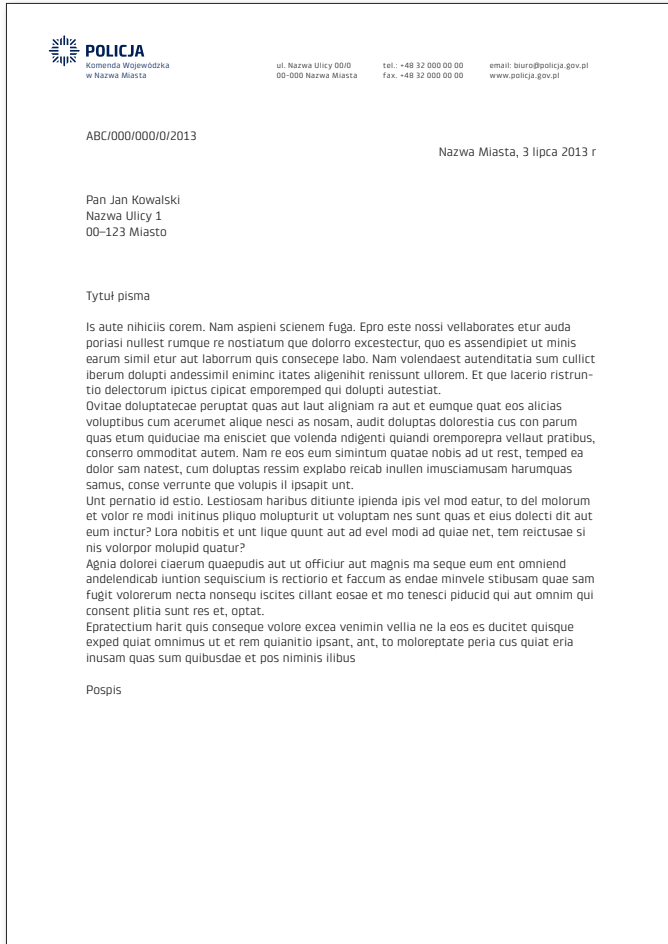 POLICJA
Komenda Wojewódzka
w Nazwa Miasta
ul. Nazwa Ulicy 00/0
00-000 Nazwa Miasta
tel.: +48 32 000 00 00
fax. +48 32 000 00 00
email: biuro@policja.gov.pl
www.policja.gov.pl
ABC/000/000/0/2013
Nazwa Miasta, 3 lipca 2013 r
Pan Jan Kowalski
Nazwa Ulicy 1
00–123 Miasto
Tytuł pisma
Is aute nihiciis corem. Nam aspieni scienem fuga. Epro este nossi vellaborates etur auda
poriasi nullest rumque re nostiatum que dolorro excestectur, quo es assendipiet ut minis
earum simil etur aut laborrum quis consecepe labo. Nam volendaest autenditatia sum cullict
iberum dolupti andessimil eniminc itates aligenihit renissunt ullorem. Et que lacerio ristrun-
tio delectorum ipictus cipicat emporemped qui dolupti autestiat.
Ovitae doluptatecae peruptat quas aut laut aligniam ra aut et eumque quat eos alicias
voluptibus cum acerumet alique nesci as nosam, audit doluptas dolorestia cus con parum
quas etum quiduciae ma enisciet que volenda ndigenti quiandi oremporepra vellaut pratibus,
conserro ommoditat autem. Nam re eos eum simintum quatae nobis ad ut rest, temped ea
dolor sam natest, cum doluptas ressim explabo reicab inullen imusciamusam harumquas
samus, conse verrunte que volupis il ipsapit unt.
Unt pernatio id estio. Lestiosam haribus ditiunte ipienda ipis vel mod eatur, to del molorum
et volor re modi initinus pliquo molupturit ut voluptam nes sunt quas et eius dolecti dit aut
eum inctur? Lora nobitis et unt lique quunt aut ad evel modi ad quiae net, tem reictusae si
nis volorpor molupid quatur?
Agnia dolorei ciaerum quaepudis aut ut officiur aut magnis ma seque eum ent omniend
andelendicab iuntion sequiscium is rectiorio et faccum as endae minvele stibusam quae sam
fugit volorerum necta nonsequ iscites cillant eosae et mo tenesci piducid qui aut omnim qui
consent plitia sunt res et, optat.
Epratectium harit quis conseque volore excea venimin vellia ne la eos es ducitet quisque
exped quiat omnimus ut et rem quianitio ipsant, ant, to moloreptate peria cus quiat eria
inusam quas sum quibusdae et pos niminis ilibus
Pospis